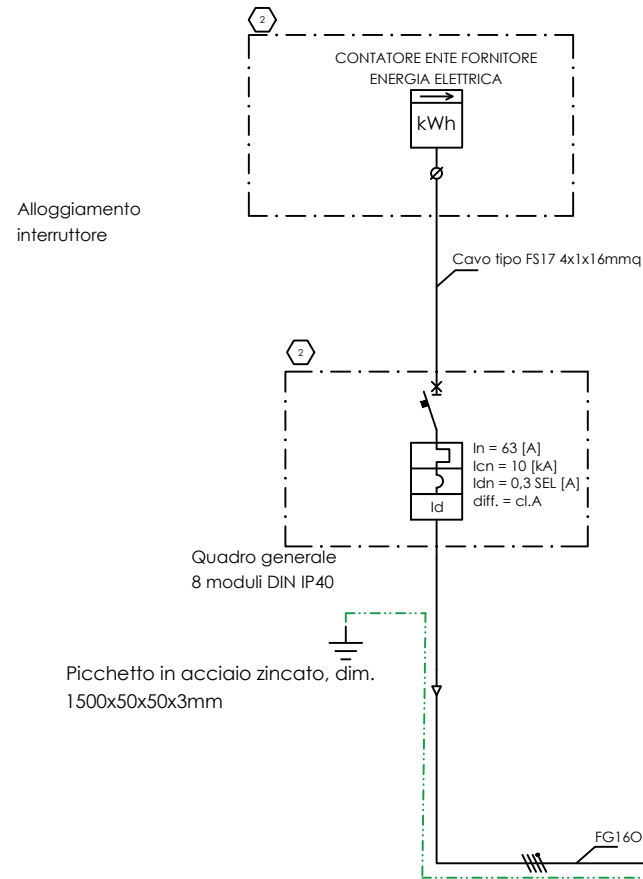 2
CONTATORE ENTE FORNITORE
ENERGIA ELETTRICA
kWh
Alloggiamento
interruttore
Cavo tipo FS17 4x1x16mmq
2
In = 63 [A]
Icn = 10 [kA]
Idn = 0,3 SEL [A]
diff. = cl.A
Id
Quadro generale
8 moduli DIN IP40
Picchetto in acciaio zincato, dim.
1500x50x50x3mm
FG16O